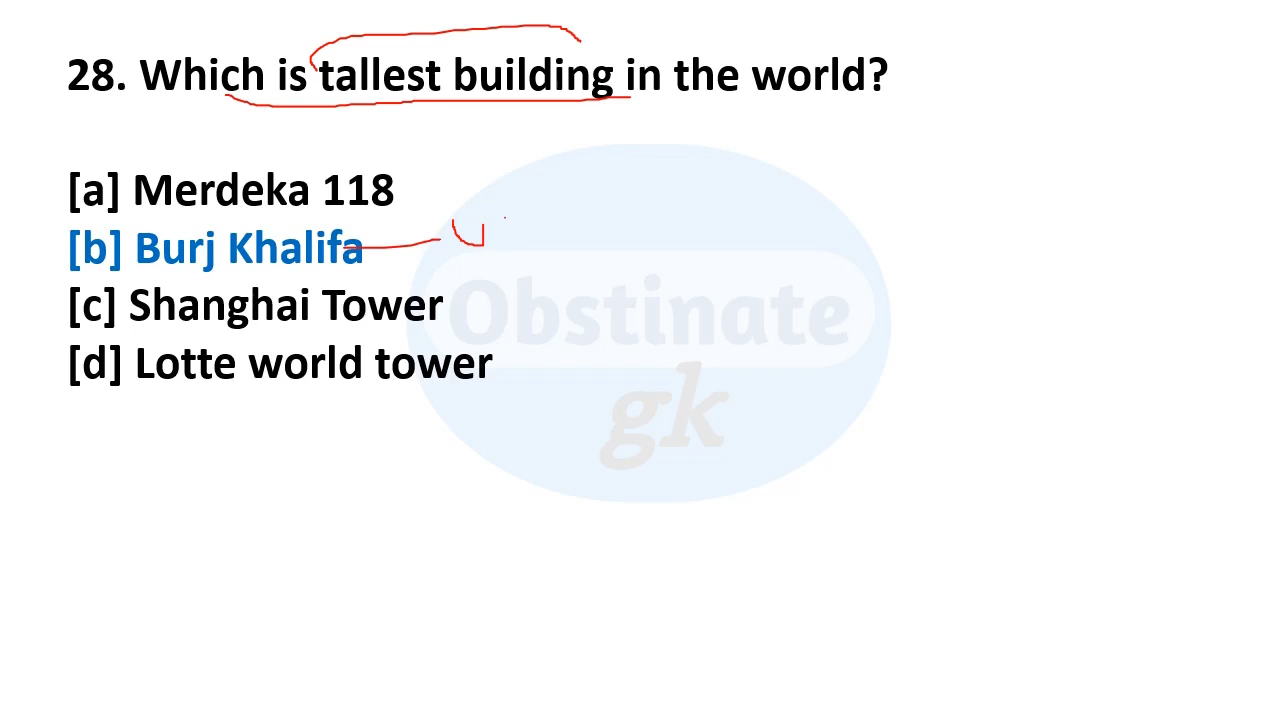 28. Which is tallest building in the world?
[a] Merdeka 118
[b] Burj Khalifa
[c] Shanghai Tower
[d] Lotte world tower
Obstinate
gk